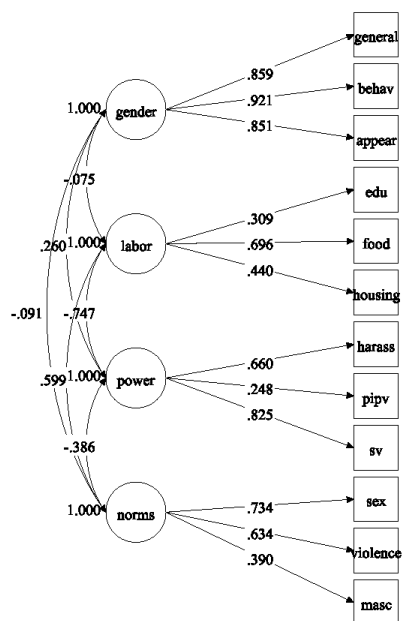 general
.859
behav
1.000 gender .921
.851
appear
-.075
edu
.309
.260 1.000 labor .696 food
.440
housing
-.091 -.747
harass
.660
.599 1.000 power .248 pipv
.825
sv
-.386
sex
.734
1.000 norms .634 violence
.390
masc